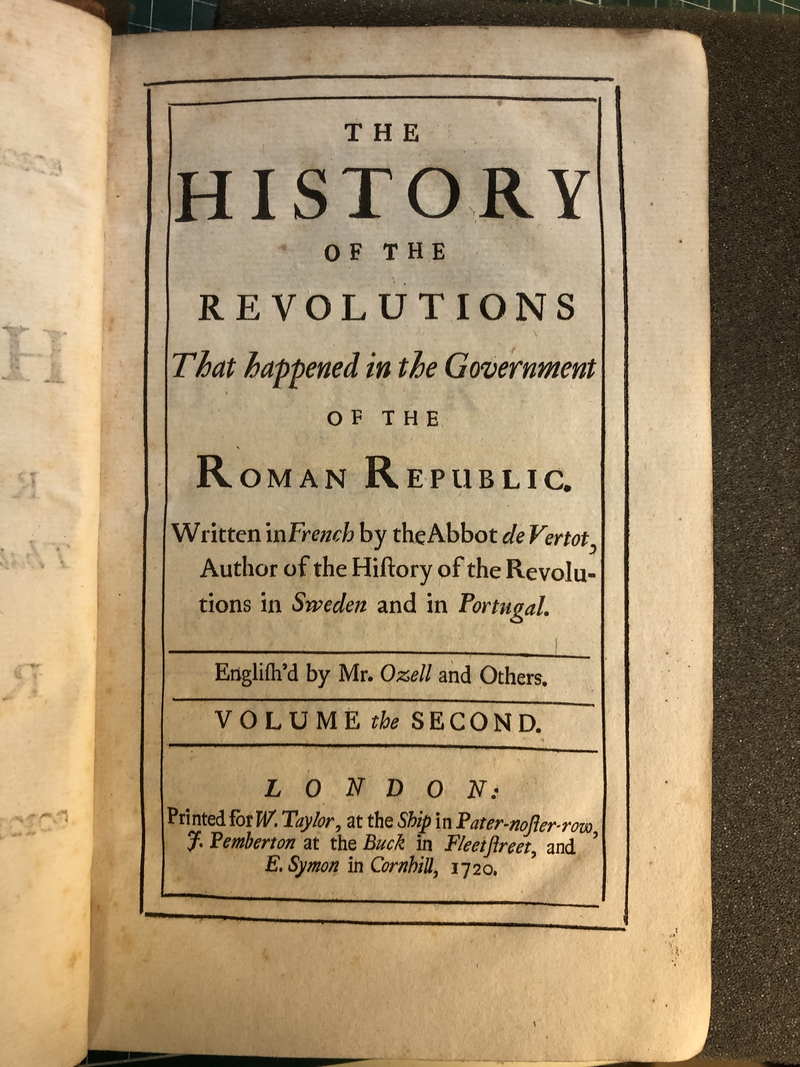 THE
HISTORY
OF THE
REVOLUTIONS
That happened in the Government
OF THE
ROMAN REPUBLIC.
Written in French by the Abbot de Vertot,
Author of the Hiſtory of the Revolu-
tions in Sweden and in Portugal.
Engliſh'd by Mr. Ozell and Others.
VOLUME the SECOND.
LONDON:
Printed for W. Taylor, at the Ship in Pater-noſter-row,
J. Pemberton at the Buck in Fleetſtreet, and
E. Symon in Cornhill, 1720.